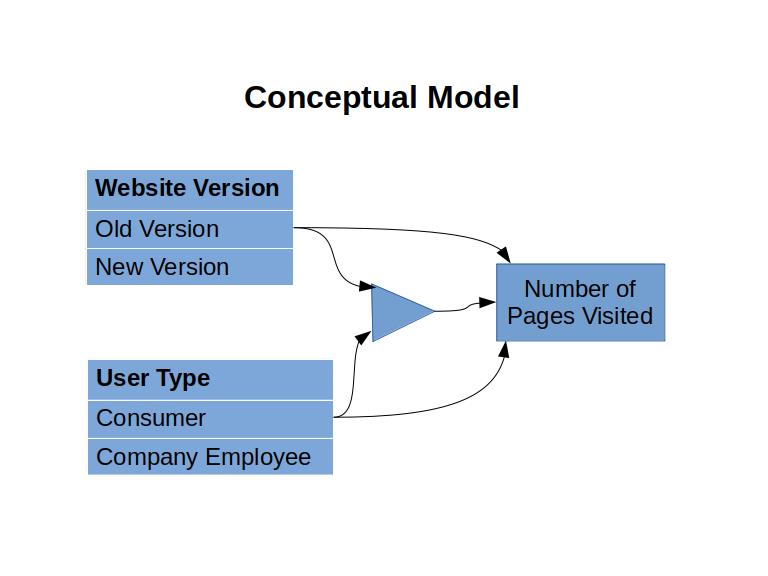 Conceptual Model
Website Version
Old Version
New Version
User Type
Consumer
Company Employee
Number of
Pages Visited